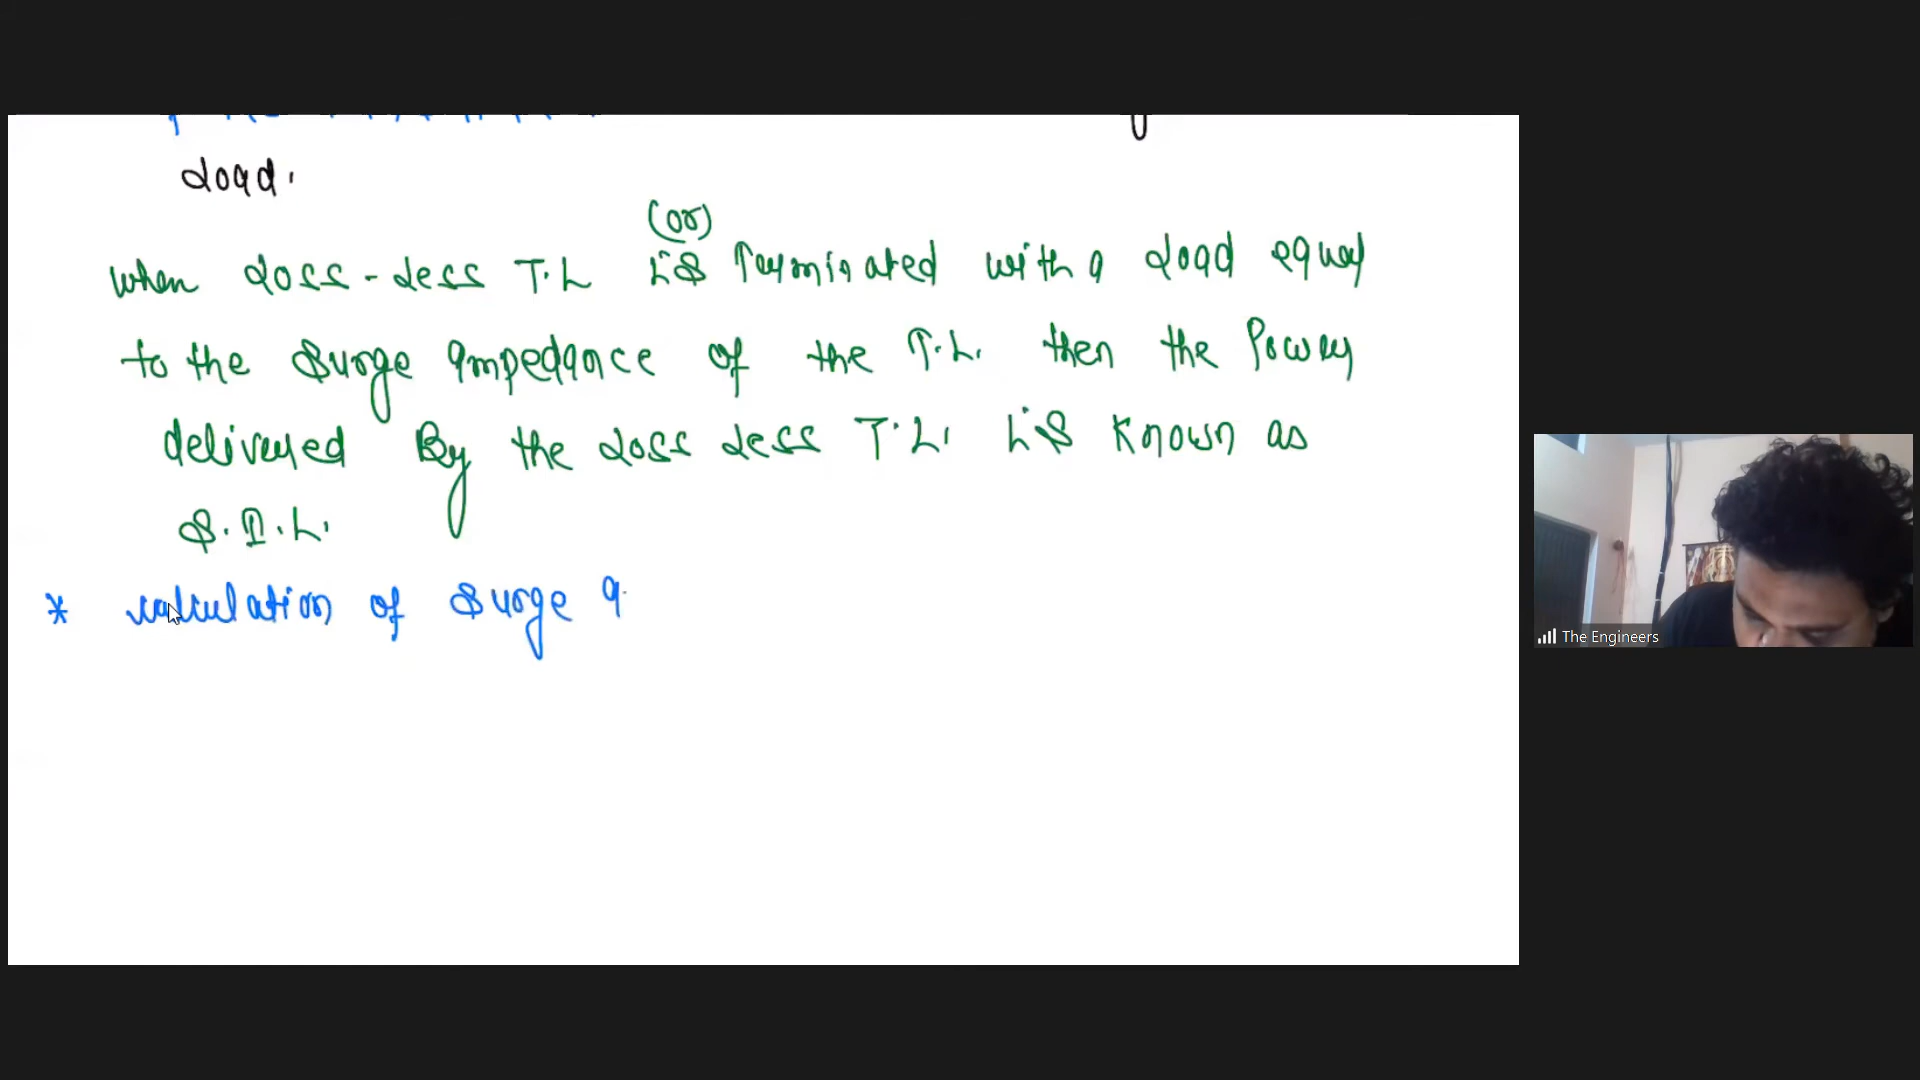 Load.
(or)
when Loss-Less T.L is Terminated with a Load equal
to the Surge impedance of the T.L. then the Power
delivered By the Loss Less T.L. is Known as
S.I.L.
* calculation of Surge
The Engineers